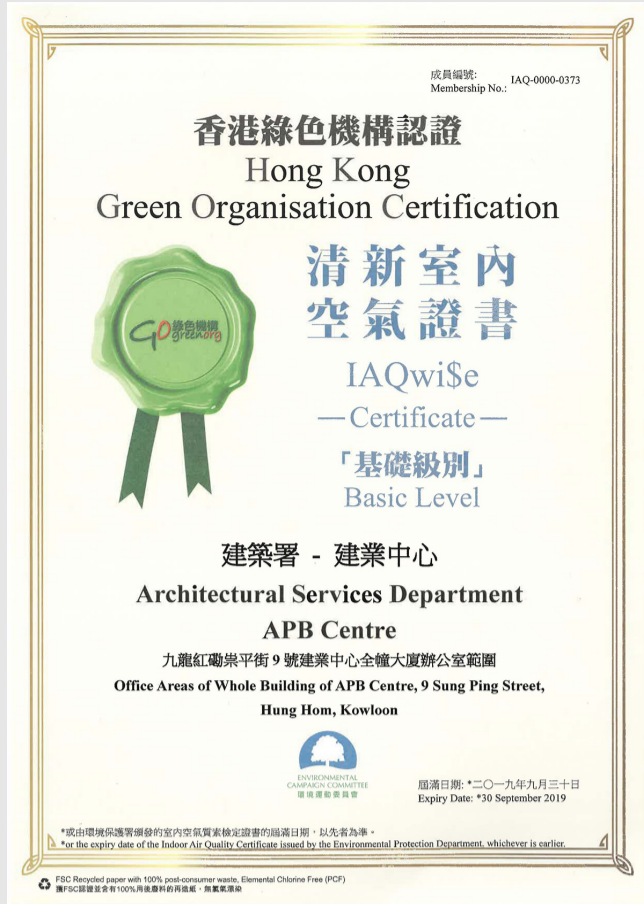 成員編號:
Membership No.: IAQ-0000-0373
香港綠色機構認證
Hong Kong
Green Organisation Certification
綠色機構
GO greenorg
清新室內
空氣證書
IAQwi$e
—Certificate—
「基礎級別」
Basic Level
建築署 - 建業中心
Architectural Services Department
APB Centre
九龍紅磡崇平街9號建業中心全幢大廈辦公室範圍
Office Areas of Whole Building of APB Centre, 9 Sung Ping Street,
Hung Hom, Kowloon
ENVIRONMENTAL
CAMPAIGN COMMITTEE
環境運動委員會
屆滿日期: *二〇一九年九月三十日
Expiry Date: *30 September 2019
*或由環境保護署頒發的室內空氣質素檢定證書的屆滿日期，以先者為準。
*or the expiry date of the Indoor Air Quality Certificate issued by the Environmental Protection Department, whichever is earlier.
FSC Recycled paper with 100% post-consumer waste, Elemental Chlorine Free (PCF)
獲FSC認證並含有100%用後廢料的再造紙，無氯氣漂染